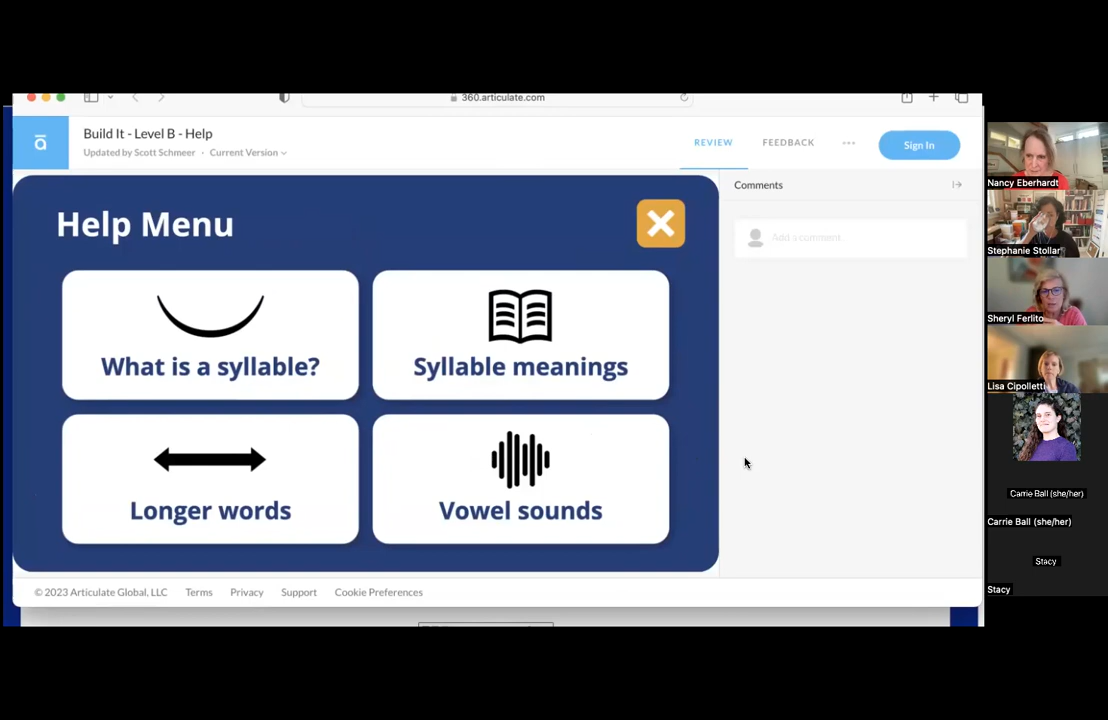 360.articulate.com
ā
Build It - Level B - Help
Updated by Scott Schmeer · Current Version
REVIEW
FEEDBACK
Sign In
Help Menu
What is a syllable?
Syllable meanings
Longer words
Vowel sounds
Comments
Add a comment...
© 2023 Articulate Global, LLC
Terms
Privacy
Support
Cookie Preferences
Nancy Eberhardt
Stephanie Stollar
Sheryl Ferlito
Lisa Cipolletti
Carrie Ball (she/her)
Carrie Ball (she/her)
Stacy
Stacy